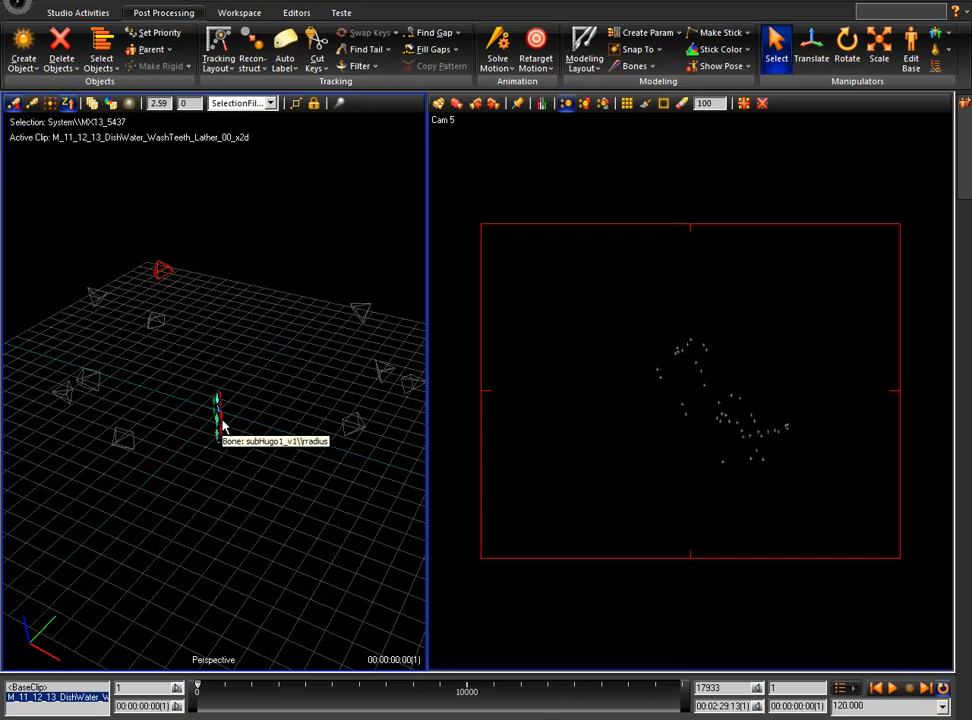 Studio Activities Post Processing Workspace Editors Teste
Create Object Delete Objects Select Objects Set Priority Parent Make Rigid
Objects
Tracking Layout Recon- struct Auto Label Cut Keys Swap Keys Find Tail Filter Find Gap Fill Gaps Copy Pattern
Tracking
Solve Motion Retarget Motion
Animation
Modeling Layout Create Param Snap To Bones Make Stick Stick Color Show Pose
Modeling
Select Translate Rotate Scale Edit Base
Manipulators
2.59 0 SelectionFil... 100
Selection: System\\MX13_5437
Active Clip: M_11_12_13_DishWater_WashTeeth_Lather_00_x2d
Cam 5
Bone: subHugo1_v1\\rradius
Perspective 00:00:00:00(1)
<BaseClip> 1 0 10000 17933 1
M_11_12_13_DishWater_W 00:00:00:00(1) 00:02:29:13(1) 00:00:00:00(1) 120.000